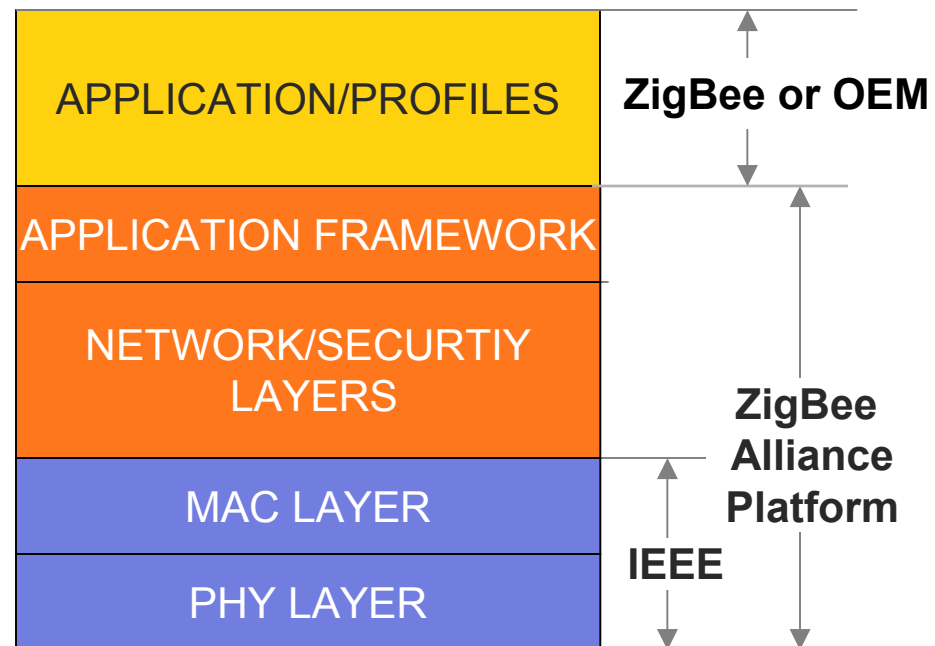 APPLICATION/PROFILES
ZigBee or OEM
APPLICATION FRAMEWORK
NETWORK/SECURTIY
LAYERS
ZigBee
Alliance
Platform
MAC LAYER
IEEE
PHY LAYER